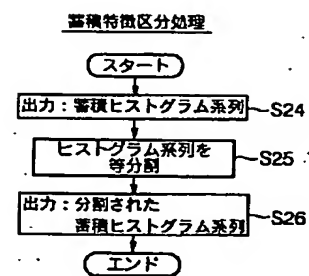 蓄積特徴区分処理
スタート
出力：蓄積ヒストグラム系列
S24
ヒストグラム系列を
等分割
S25
出力：分割された
蓄積ヒストグラム系列
S26
エンド